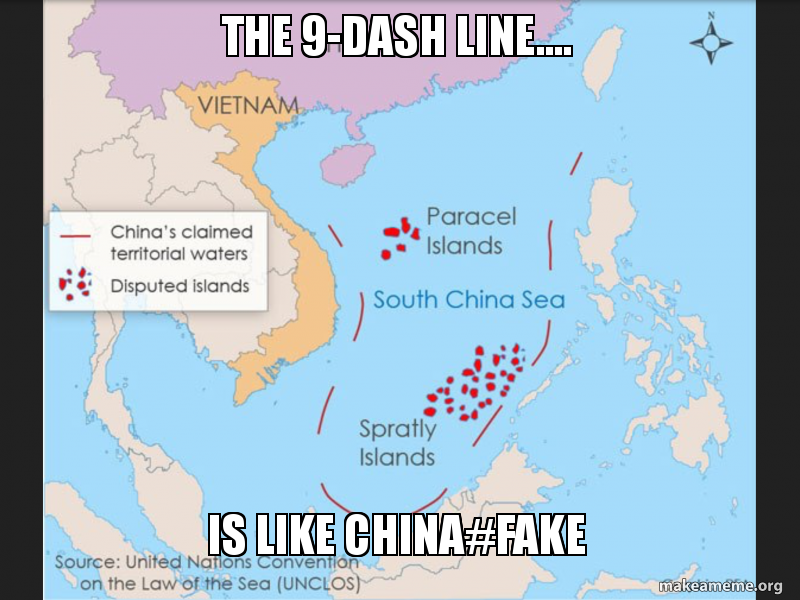 THE 9-DASH LINE....
N
VIETNAM
China's claimed
territorial waters
Disputed islands
Paracel
Islands
South China Sea
Spratly
Islands
IS LIKE CHINA#FAKE
Source: United Nations Convention
on the Law of the Sea (UNCLOS)
makeameme.org